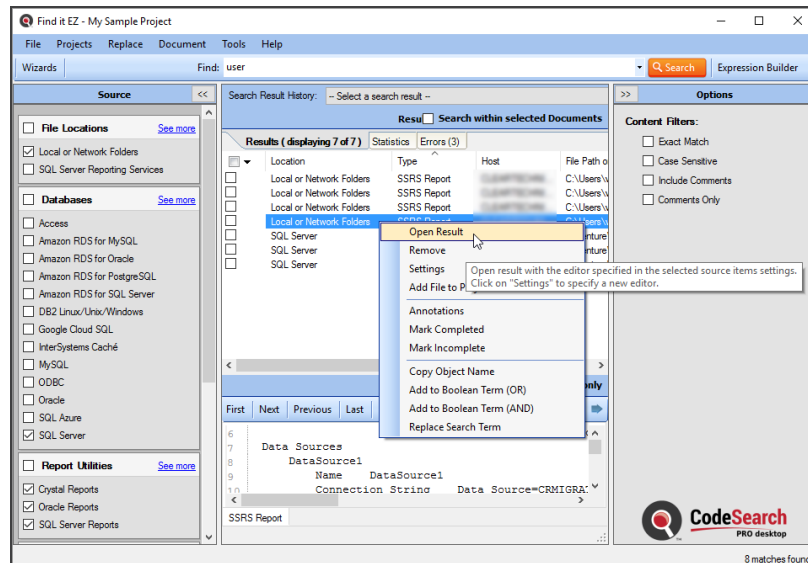 Find it EZ - My Sample Project
File Projects Replace Document Tools Help
Wizards Find: user Search Expression Builder
Source << Search Result History: -- Select a search result -- >> Options
Resu Search within selected Documents
Content Filters:
File Locations See more
Results ( displaying 7 of 7 ) Statistics Errors (3)
Exact Match
Local or Network Folders
Location Type Host File Path o
Case Sensitive
SQL Server Reporting Services
Local or Network Folders SSRS Report C:\Users\v
Include Comments
Local or Network Folders SSRS Report C:\Users\v
Databases See more
Comments Only
Local or Network Folders SSRS Report C:\Users\v
Access
Local or Network Folders SSRS Report C:\Users\v
Amazon RDS for MySQL
SQL Server
Amazon RDS for Oracle
SQL Server
Amazon RDS for PostgreSQL
SQL Server
Amazon RDS for SQL Server
DB2 Linux/Unix/Windows
Google Cloud SQL
InterSystems Caché
MySQL
ODBC
Oracle
SQL Azure
SQL Server
Report Utilities See more
Crystal Reports
Oracle Reports
SQL Server Reports
Open Result
Remove
Settings
Add File to P
Open result with the editor specified in the selected source items settings.
Click on "Settings" to specify a new editor.
Annotations
Mark Completed
Mark Incomplete
Copy Object Name
Add to Boolean Term (OR)
Add to Boolean Term (AND)
Replace Search Term
only
First Next Previous Last
6
7 Data Sources
8 DataSource1
9 Name DataSource1
10 Connection String Data Source=CRMIGRA
SSRS Report
CodeSearch
PRO desktop
8 matches found